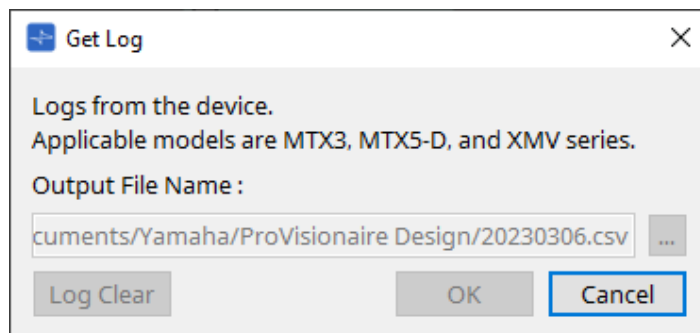 Get Log
Logs from the device.
Applicable models are MTX3, MTX5-D, and XMV series.
Output File Name :
cuments/Yamaha/ProVisionaire Design/20230306.csv ...
Log Clear OK Cancel